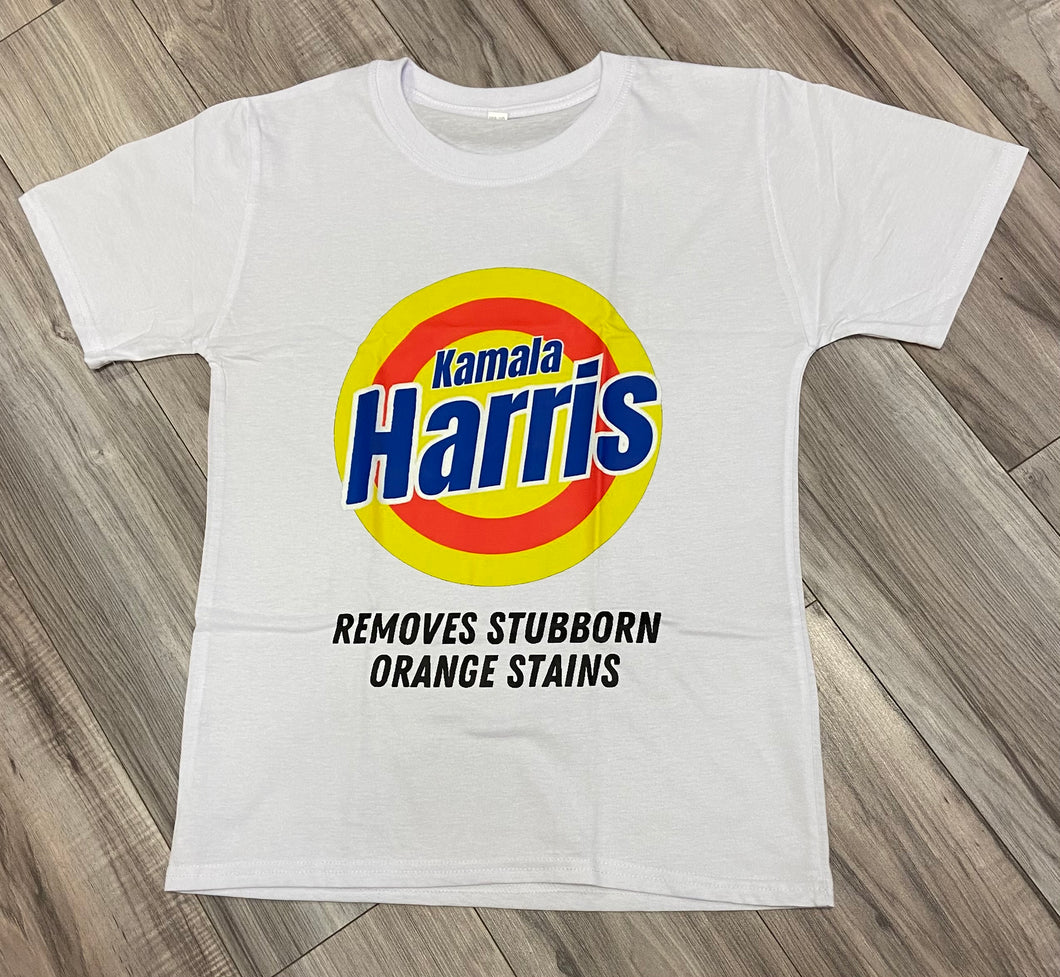 Kamala
Harris
REMOVES STUBBORN
ORANGE STAINS